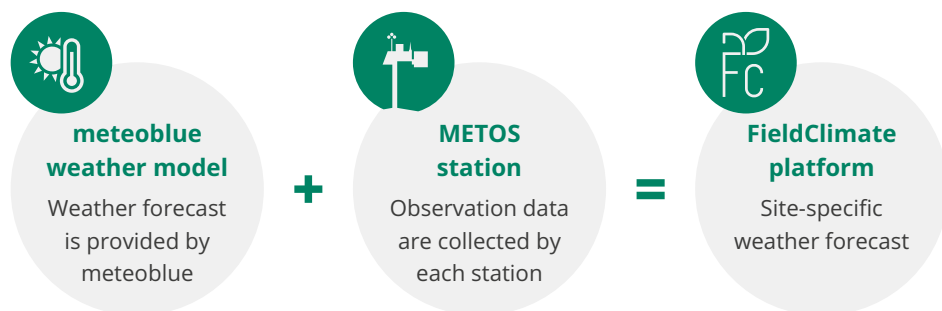 FC
meteoblue
weather model
Weather forecast
is provided by
meteoblue
+
METOS
station
Observation data
are collected by
each station
=
FieldClimate
platform
Site-specific
weather forecast